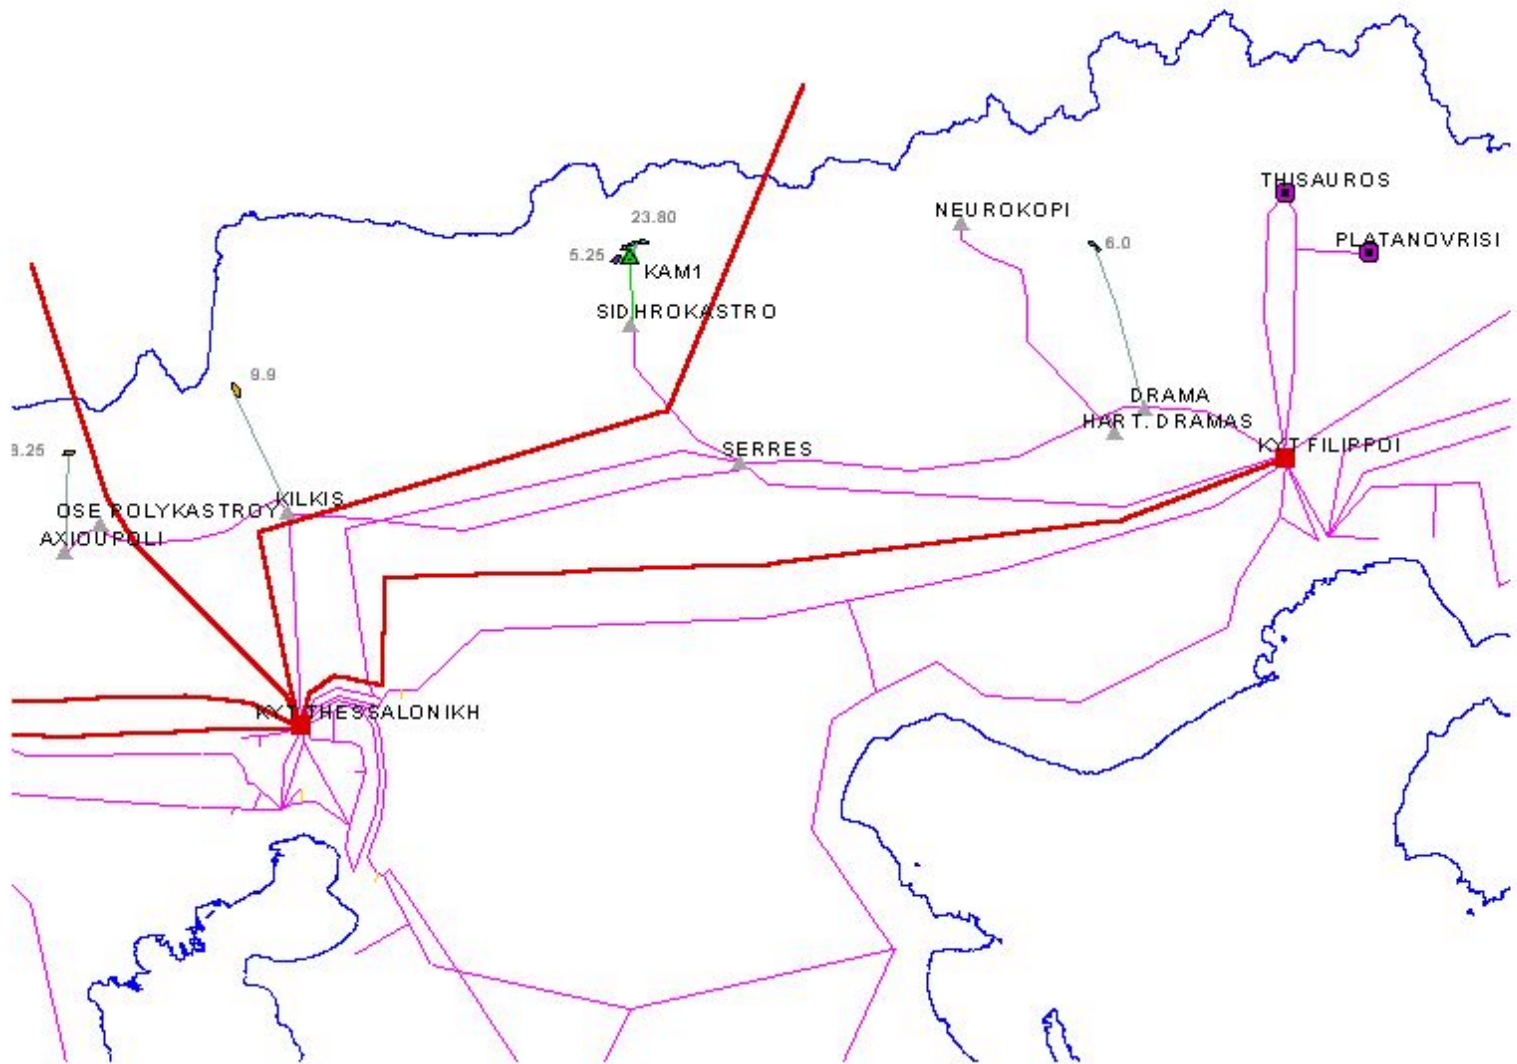 THISAUROS
23.80
NEUROKOPI
5.25
KAM1
6.0
PLATANOVRISI
SIDHROKASTRO
9.9
DRAMA
HART. DRAMAS
KYT FILIPPOI
8.25
SERRES
KILKIS
OSE POLYKASTROY
AXIOUPOLI
KYT THESSALONIKH